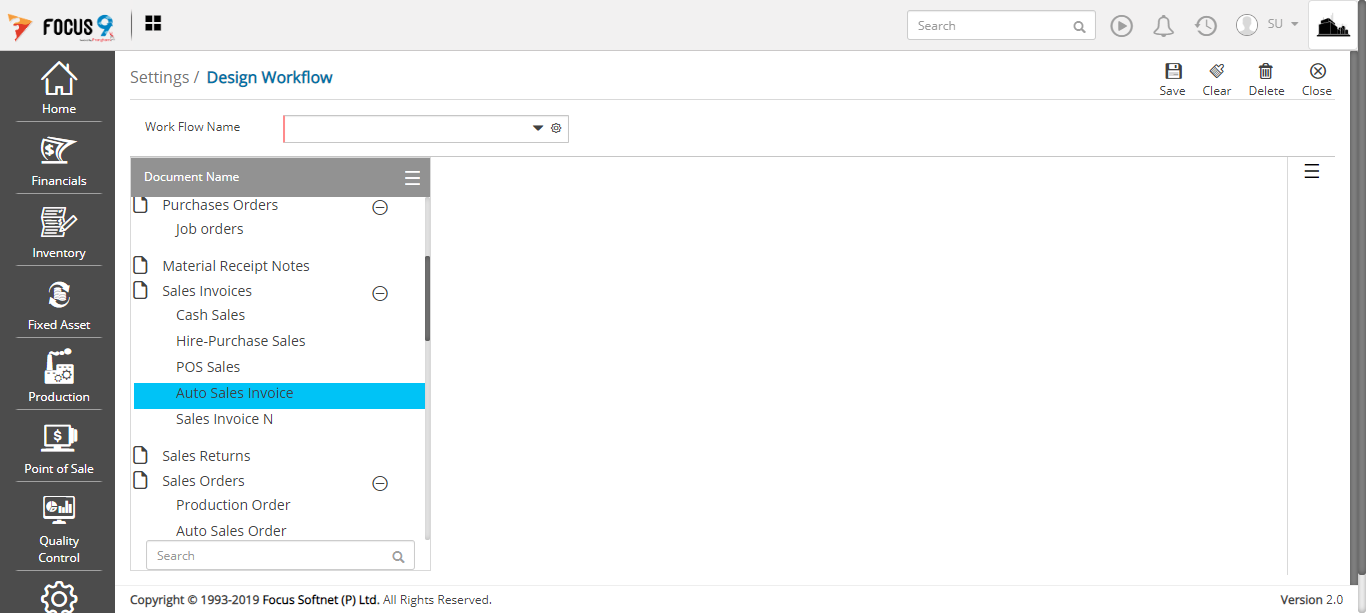 FOCUS 9
Search
SU
Home
Financials
Inventory
Fixed Asset
Production
Point of Sale
Quality
Control
Settings / Design Workflow
Save Clear Delete Close
Work Flow Name
Document Name
Purchases Orders
Job orders
Material Receipt Notes
Sales Invoices
Cash Sales
Hire-Purchase Sales
POS Sales
Auto Sales Invoice
Sales Invoice N
Sales Returns
Sales Orders
Production Order
Auto Sales Order
Search
Copyright © 1993-2019 Focus Softnet (P) Ltd. All Rights Reserved.
Version 2.0